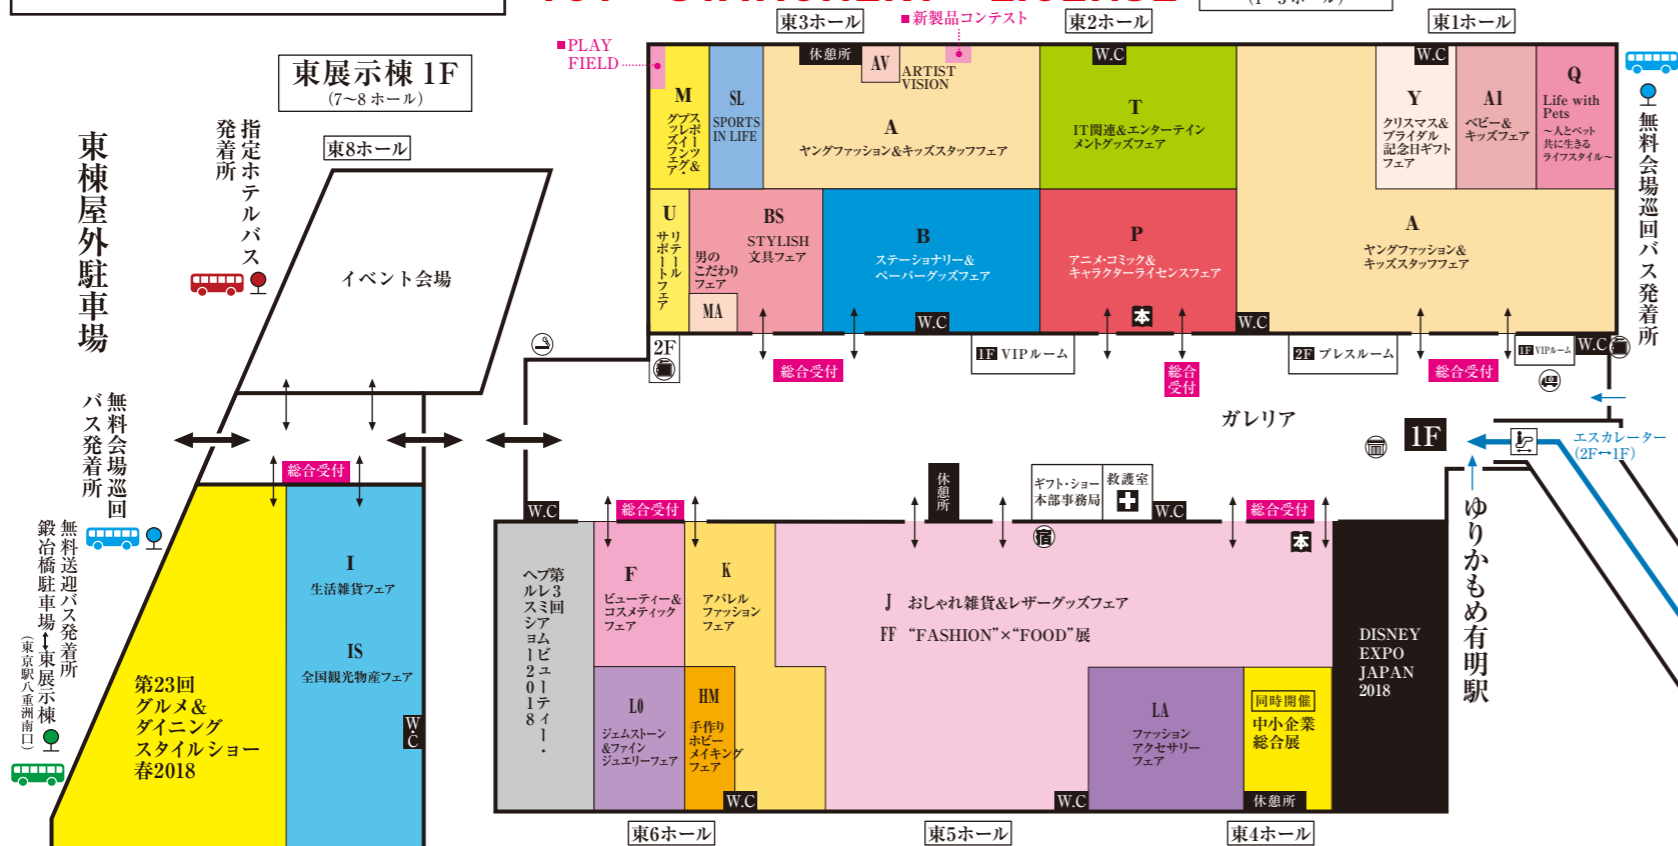 東展示棟 1F
(7〜8 ホール)
東棟屋外駐車場
指定ホテルバス
発着所
東8ホール
イベント会場
無料会場巡回
バス発着所
無料送迎バス発着所
鍛冶橋駐車場↔東展示棟
(東京駅八重洲南口)
総合受付
第23回
グルメ&
ダイニング
スタイルショー
春2018
I
生活雑貨フェア
IS
全国観光物産フェア
W.C
東3ホール
■新製品コンテスト
東2ホール
東1ホール
■PLAY
FIELD
M
スポーツ&
プレイング・
グッズフェア
SL
SPORTS
IN LIFE
休憩所
AV
ARTIST
VISION
A
ヤングファッション&キッズスタッフフェア
W.C
T
IT関連&エンターテイン
メントグッズフェア
W.C
Y
クリスマス&
ブライダル
記念日ギフト
フェア
A1
ベビー&
キッズフェア
Q
Life with
Pets
〜人とペット
共に生きる
ライフスタイル〜
無料会場巡回バス発着所
U
リテール
サポートフェア
BS
STYLISH
文具フェア
男の
こだわり
フェア
MA
B
ステーショナリー&
ペーパーグッズフェア
W.C
P
アニメ・コミック&
キャラクターライセンスフェア
本
W.C
A
ヤングファッション&
キッズスタッフフェア
2F
総合受付
1F VIPルーム
総合
受付
2F プレスルーム
総合受付
1F VIPルーム
W.C
ガレリア
1F
エスカレーター
(2F↔1F)
ゆりかもめ有明駅
W.C
総合受付
休憩所
ギフト・ショー
本部事務局
救護室
W.C
総合受付
宿
本
第3回
プレミアムビューティー・
ヘルスショー2018
F
ビューティー&
コスメティック
フェア
K
アパレル
ファッション
フェア
J おしゃれ雑貨&レザーグッズフェア
FF “FASHION”×“FOOD”展
DISNEY
EXPO
JAPAN
2018
L0
ジェムストーン
&ファイン
ジュエリーフェア
HM
手作り
ホビー
メイキング
フェア
W.C
W.C
LA
ファッション
アクセサリー
フェア
同時開催
中小企業
総合展
休憩所
東6ホール
東5ホール
東4ホール